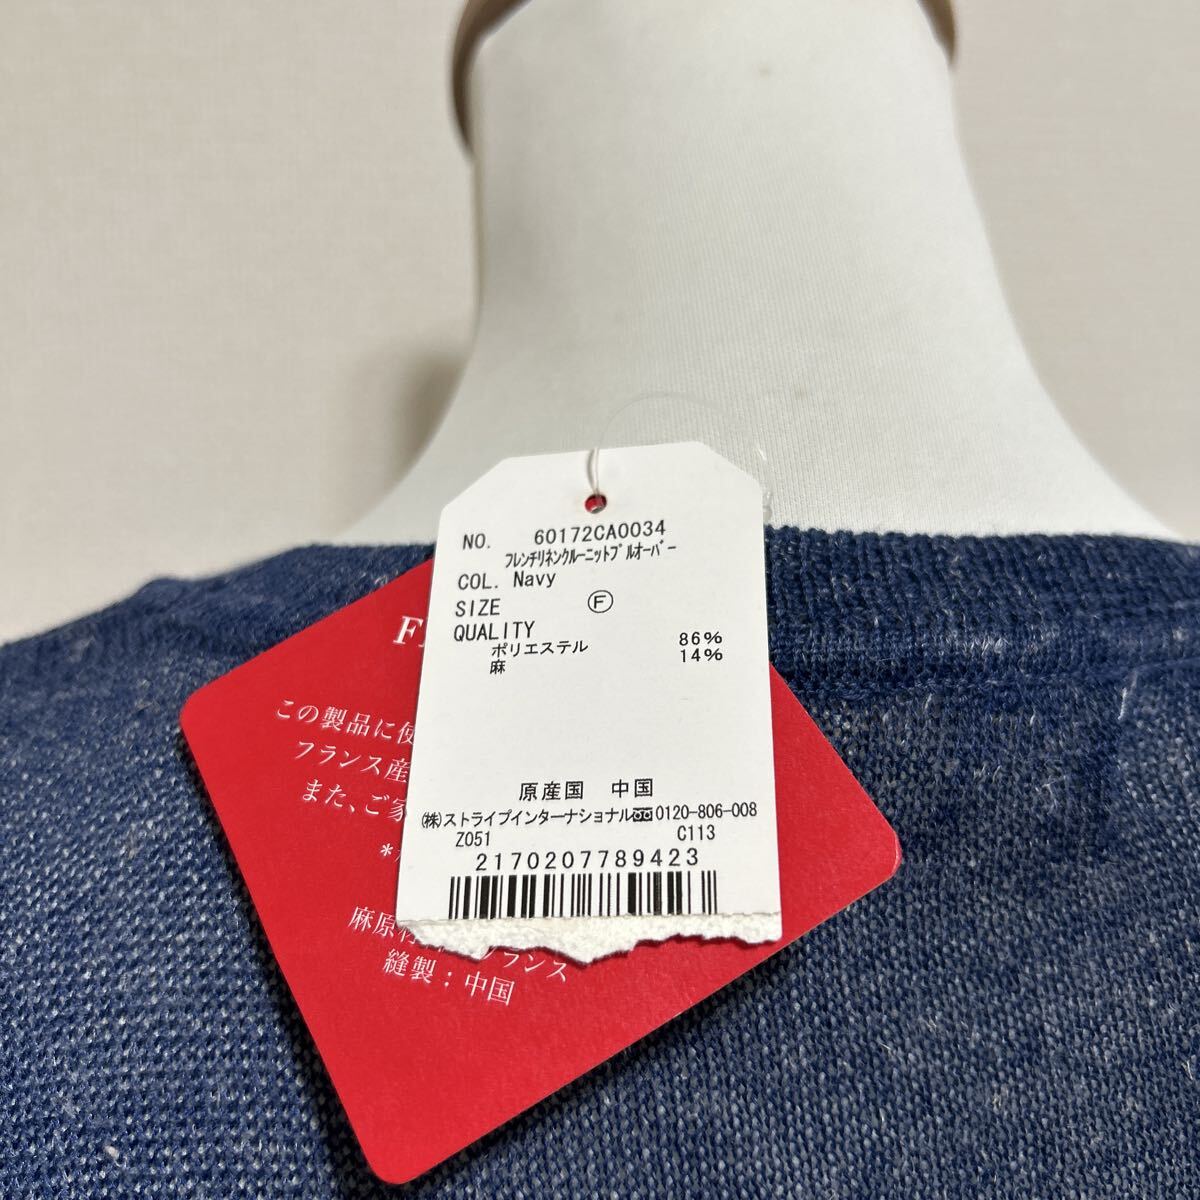 NO. 60172CA0034
フレンチリネンクルーニットプルオーバー
COL. Navy
SIZE Ⓕ
QUALITY
ポリエステル 86%
麻 14%
原産国 中国
(株)ストライプインターナショナル 0120-806-008
Z051 C113
2170207789423
F
この製品に使
フランス産
また、ご家
麻原 フランス
縫製：中国